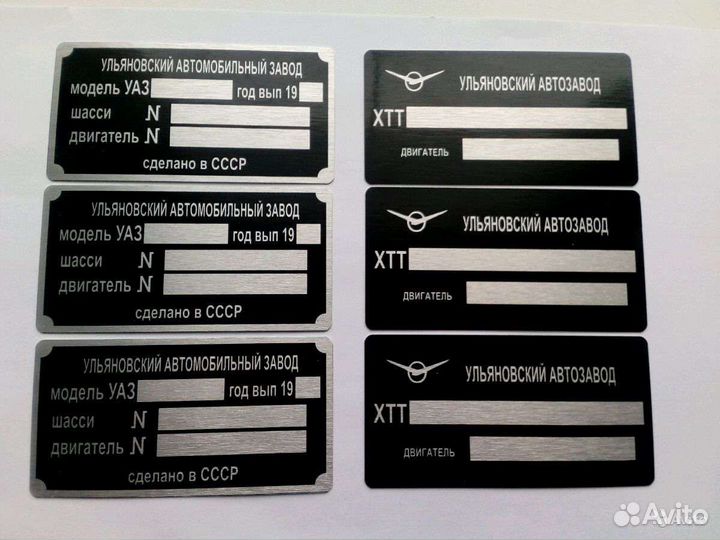 УЛЬЯНОВСКИЙ АВТОМОБИЛЬНЫЙ ЗАВОД
модель УАЗ год вып 19
шасси N
двигатель N
сделано в СССР
УЛЬЯНОВСКИЙ АВТОЗАВОД
ХТТ
ДВИГАТЕЛЬ
УЛЬЯНОВСКИЙ АВТОМОБИЛЬНЫЙ ЗАВОД
модель УАЗ год вып 19
шасси N
двигатель N
сделано в СССР
УЛЬЯНОВСКИЙ АВТОЗАВОД
ХТТ
ДВИГАТЕЛЬ
УЛЬЯНОВСКИЙ АВТОМОБИЛЬНЫЙ ЗАВОД
модель УАЗ год вып 19
шасси N
двигатель N
сделано в СССР
УЛЬЯНОВСКИЙ АВТОЗАВОД
ХТТ
ДВИГАТЕЛЬ
Avito